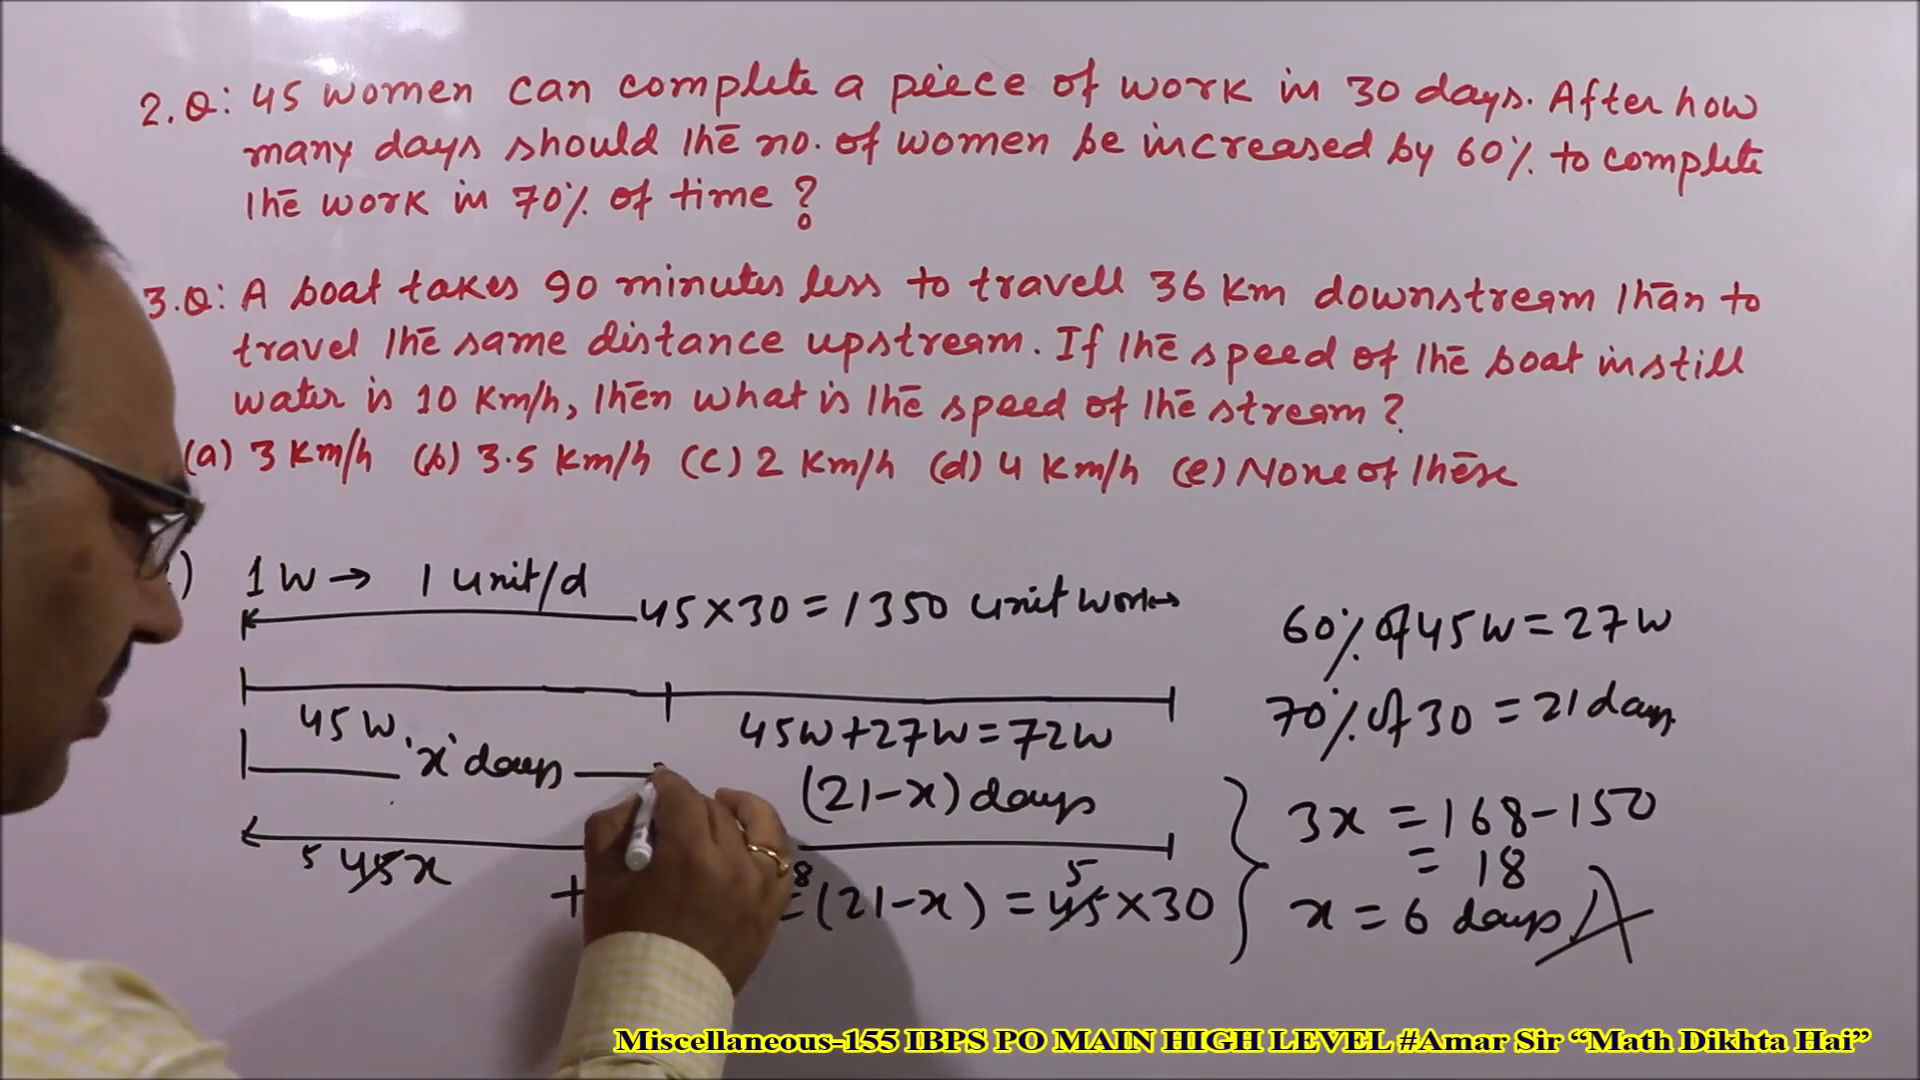 2.Q: 45 women can complete a piece of work in 30 days. After how
many days should the no. of women be increased by 60% to complete
the work in 70% of time ?
3.Q: A boat takes 90 minutes less to travell 36 Km downstream than to
travel the same distance upstream. If the speed of the boat in still
water is 10 Km/h, then what is the speed of the stream ?
(a) 3 Km/h (b) 3.5 Km/h (c) 2 Km/h (d) 4 Km/h (e) None of these
) 1W → 1 unit/d
45×30 = 1350 unit work
45W
45W+27W=72W
'x' days
(21-x) days
5 45x
+
8 (21-x) = 45 5 ×30
60% of 45W = 27W
70% of 30 = 21 days
3x = 168-150
= 18
x = 6 days A
Miscellaneous-155 IBPS PO MAIN HIGH LEVEL #Amar Sir “Math Dikhta Hai”